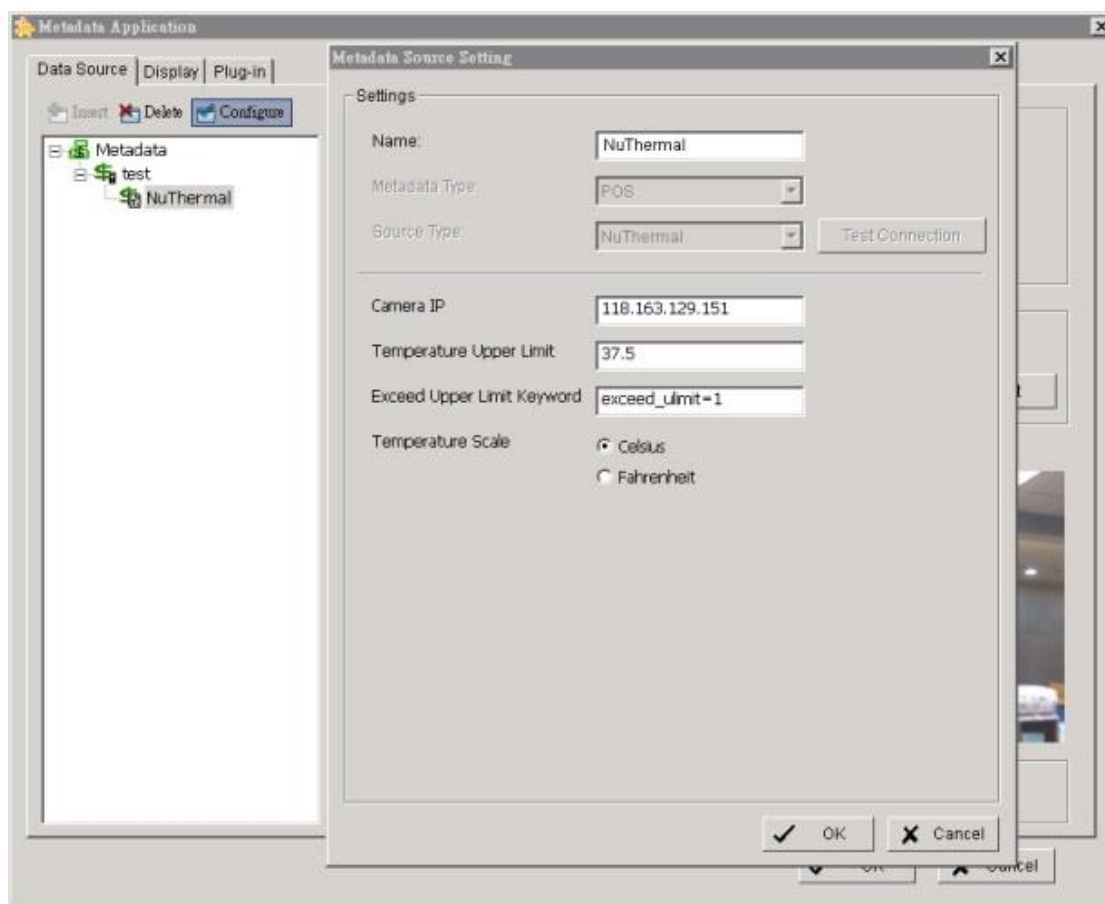 Metadata Application
Metadata Source Setting
Data Source Display Plug-in
Insert Delete Configure
Metadata
test
NuThermal
Settings
Name: NuThermal
Metadata Type: POS
Source Type: NuThermal Test Connection
Camera IP 118.163.129.151
Temperature Upper Limit 37.5
Exceed Upper Limit Keyword exceed_ulimit=1
Temperature Scale Celsius
Fahrenheit
OK Cancel
OK Cancel